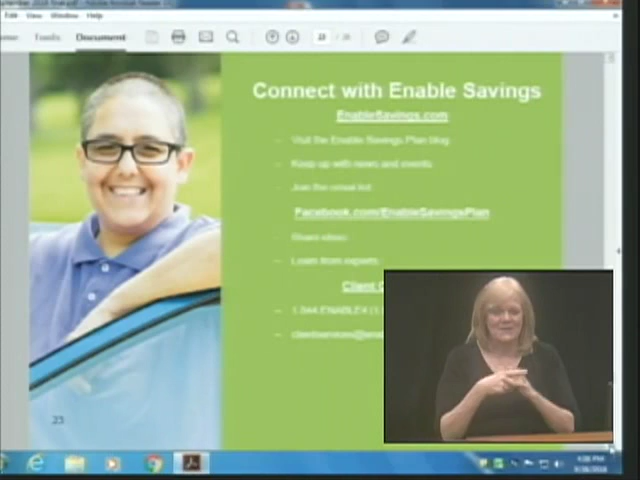 Edit View Window Help
Tools Document
Connect with Enable Savings
EnableSavings.com
– Visit the Enable Savings Plan blog
– Keep up with news and events
– Join the email list
Facebook.com/EnableSavingsPlan
– Share ideas
– Learn from experts
Client
– 1.844.ENABLE4 (1.
– clientservices@
23